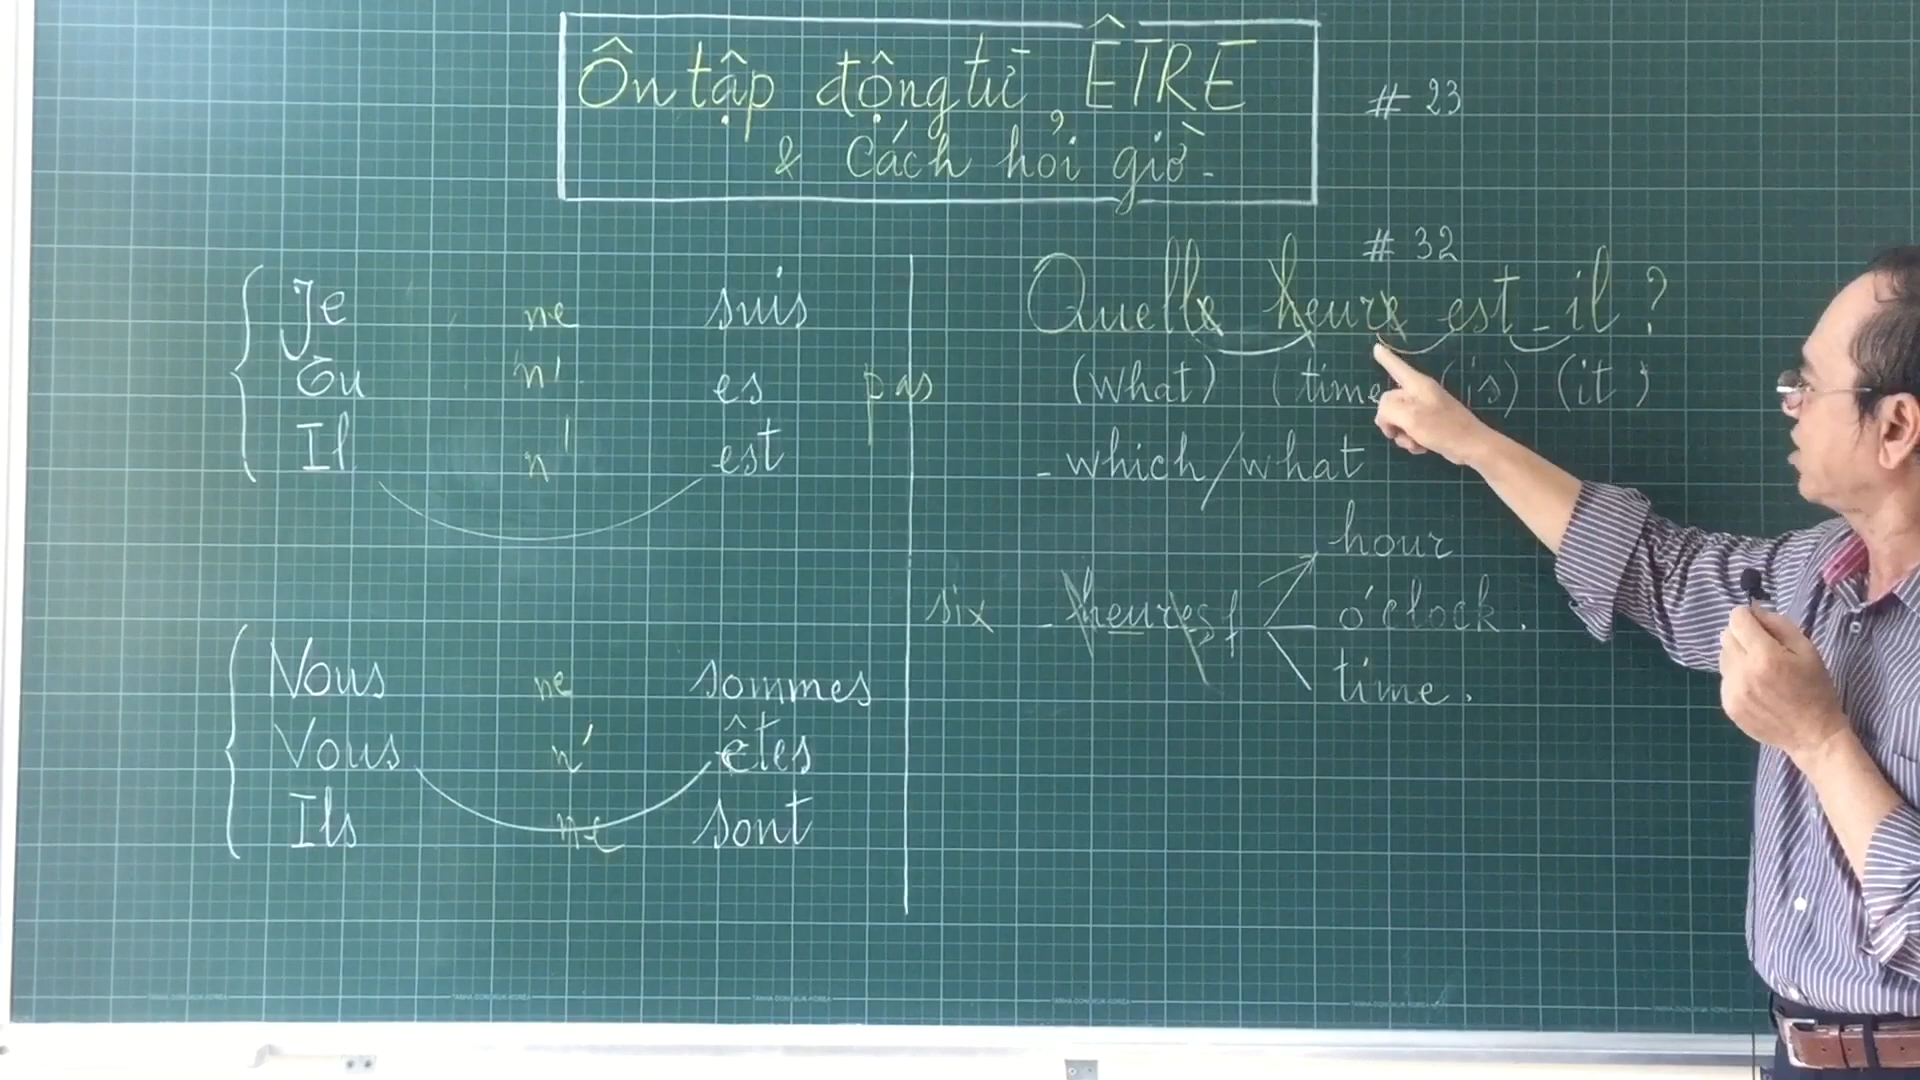 Ôn tập động từ ÊTRE
& Cách hỏi giờ -
# 23
Je ne suis
Tu n' es pas
Il n' est
Nous ne sommes
Vous n' êtes
Ils ne sont
# 32
Quelle heure est - il ?
(what) (time (is) (it)
- which/what
hour
six - heures f o'clock.
time.